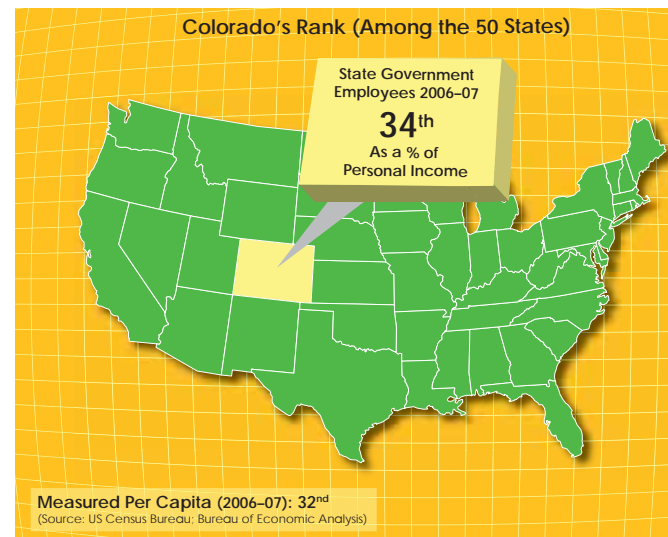 Colorado's Rank (Among the 50 States)
State Government
Employees 2006–07
34th
As a % of
Personal Income
Measured Per Capita (2006–07): 32nd
(Source: US Census Bureau; Bureau of Economic Analysis)